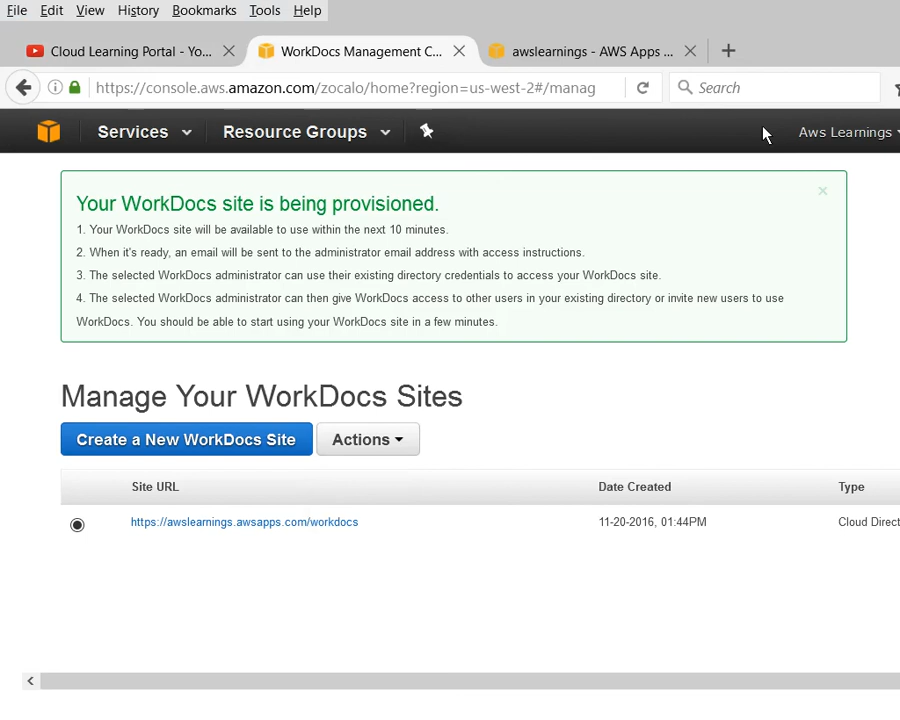 File Edit View History Bookmarks Tools Help
Cloud Learning Portal - Yo... WorkDocs Management C... awslearnings - AWS Apps ...
https://console.aws.amazon.com/zocalo/home?region=us-west-2#/manag Search
Services Resource Groups Aws Learnings
Your WorkDocs site is being provisioned.
1. Your WorkDocs site will be available to use within the next 10 minutes.
2. When it's ready, an email will be sent to the administrator email address with access instructions.
3. The selected WorkDocs administrator can use their existing directory credentials to access your WorkDocs site.
4. The selected WorkDocs administrator can then give WorkDocs access to other users in your existing directory or invite new users to use
WorkDocs. You should be able to start using your WorkDocs site in a few minutes.
Manage Your WorkDocs Sites
Create a New WorkDocs Site Actions
Site URL Date Created Type
https://awslearnings.awsapps.com/workdocs 11-20-2016, 01:44PM Cloud Direct